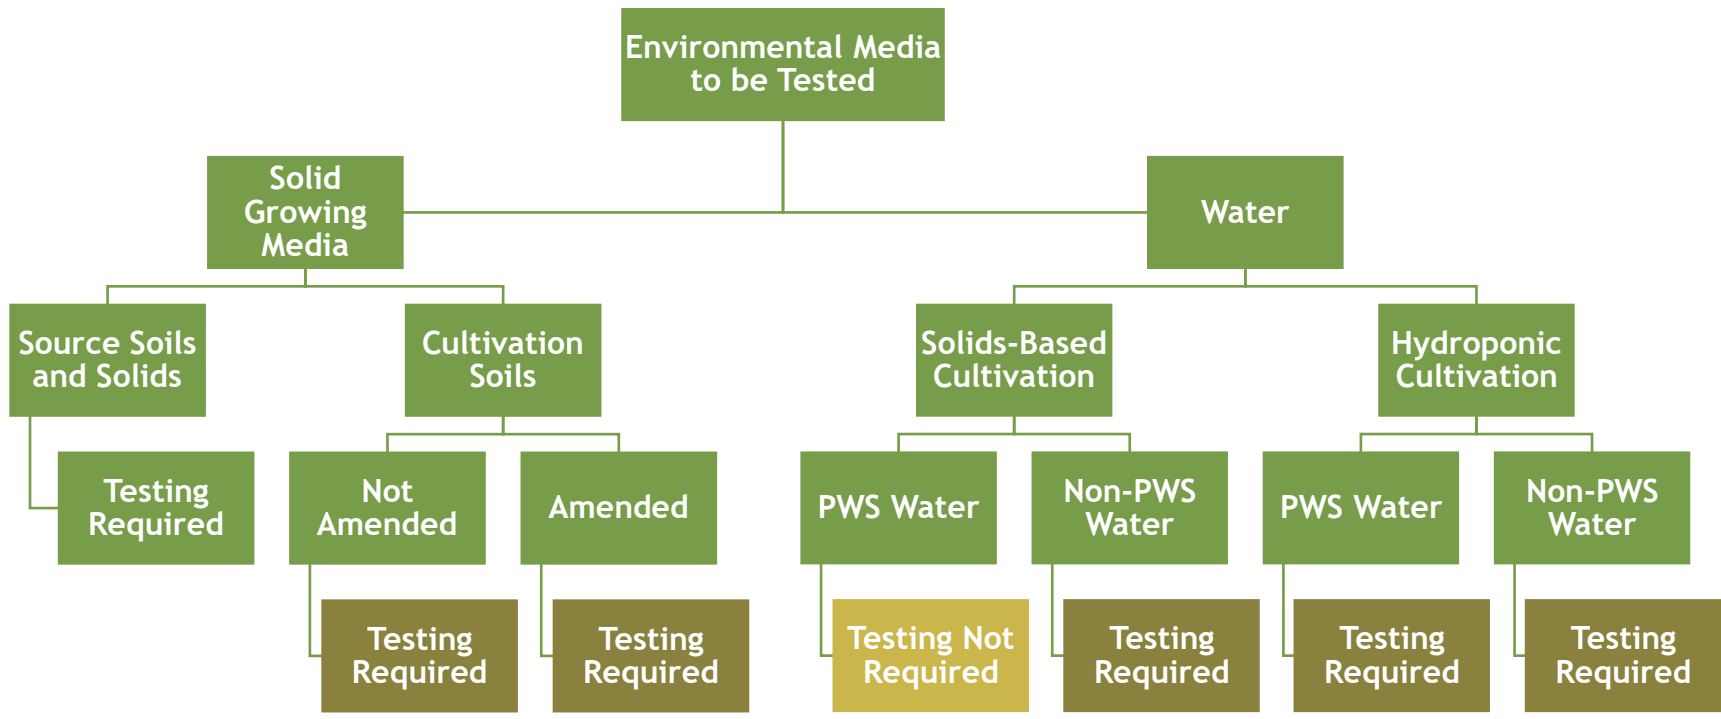 Environmental Media
to be Tested
Solid
Growing
Media
Water
Source Soils
and Solids
Cultivation
Soils
Solids-Based
Cultivation
Hydroponic
Cultivation
Testing
Required
Not
Amended
Amended
PWS Water
Non-PWS
Water
PWS Water
Non-PWS
Water
Testing
Required
Testing
Required
Testing Not
Required
Testing
Required
Testing
Required
Testing
Required